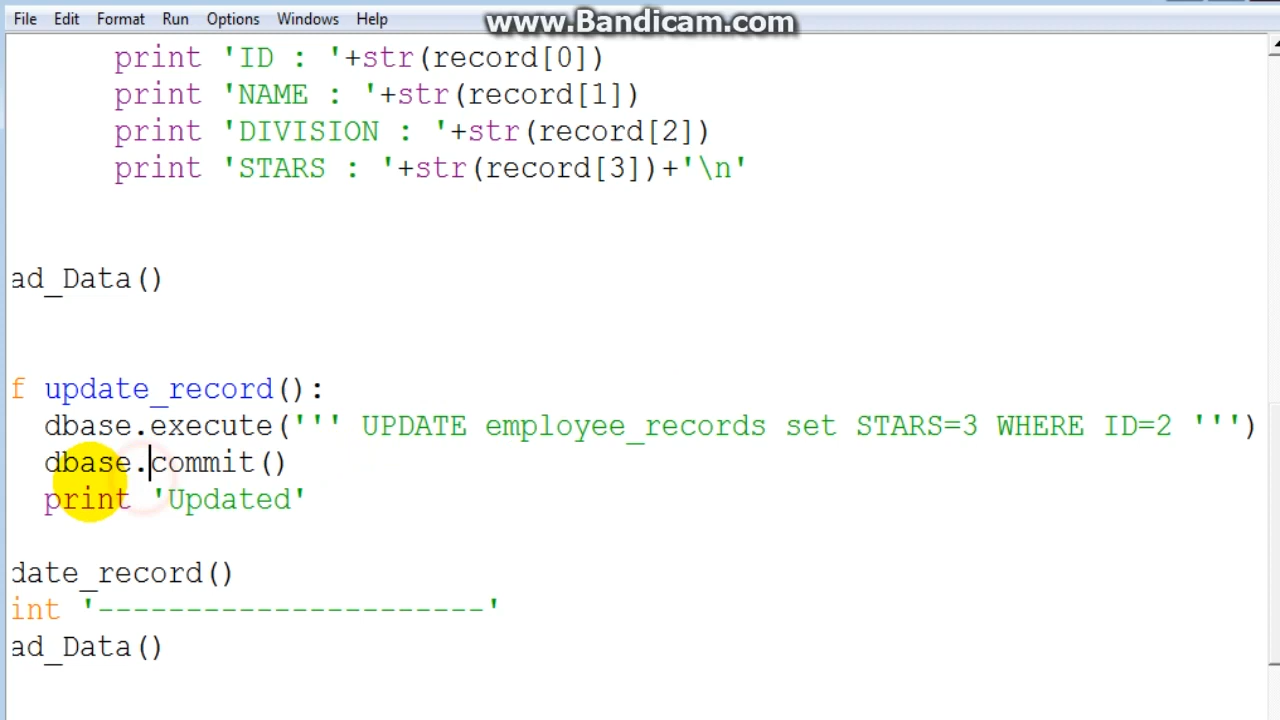 File Edit Format Run Options Windows Help
www.Bandicam.com
print 'ID : '+str(record[0])
print 'NAME : '+str(record[1])
print 'DIVISION : '+str(record[2])
print 'STARS : '+str(record[3])+'\n'
ad_Data()
f update_record():
dbase.execute(''' UPDATE employee_records set STARS=3 WHERE ID=2 ''')
dbase.commit()
print 'Updated'
date_record()
int '----------------------'
ad_Data()